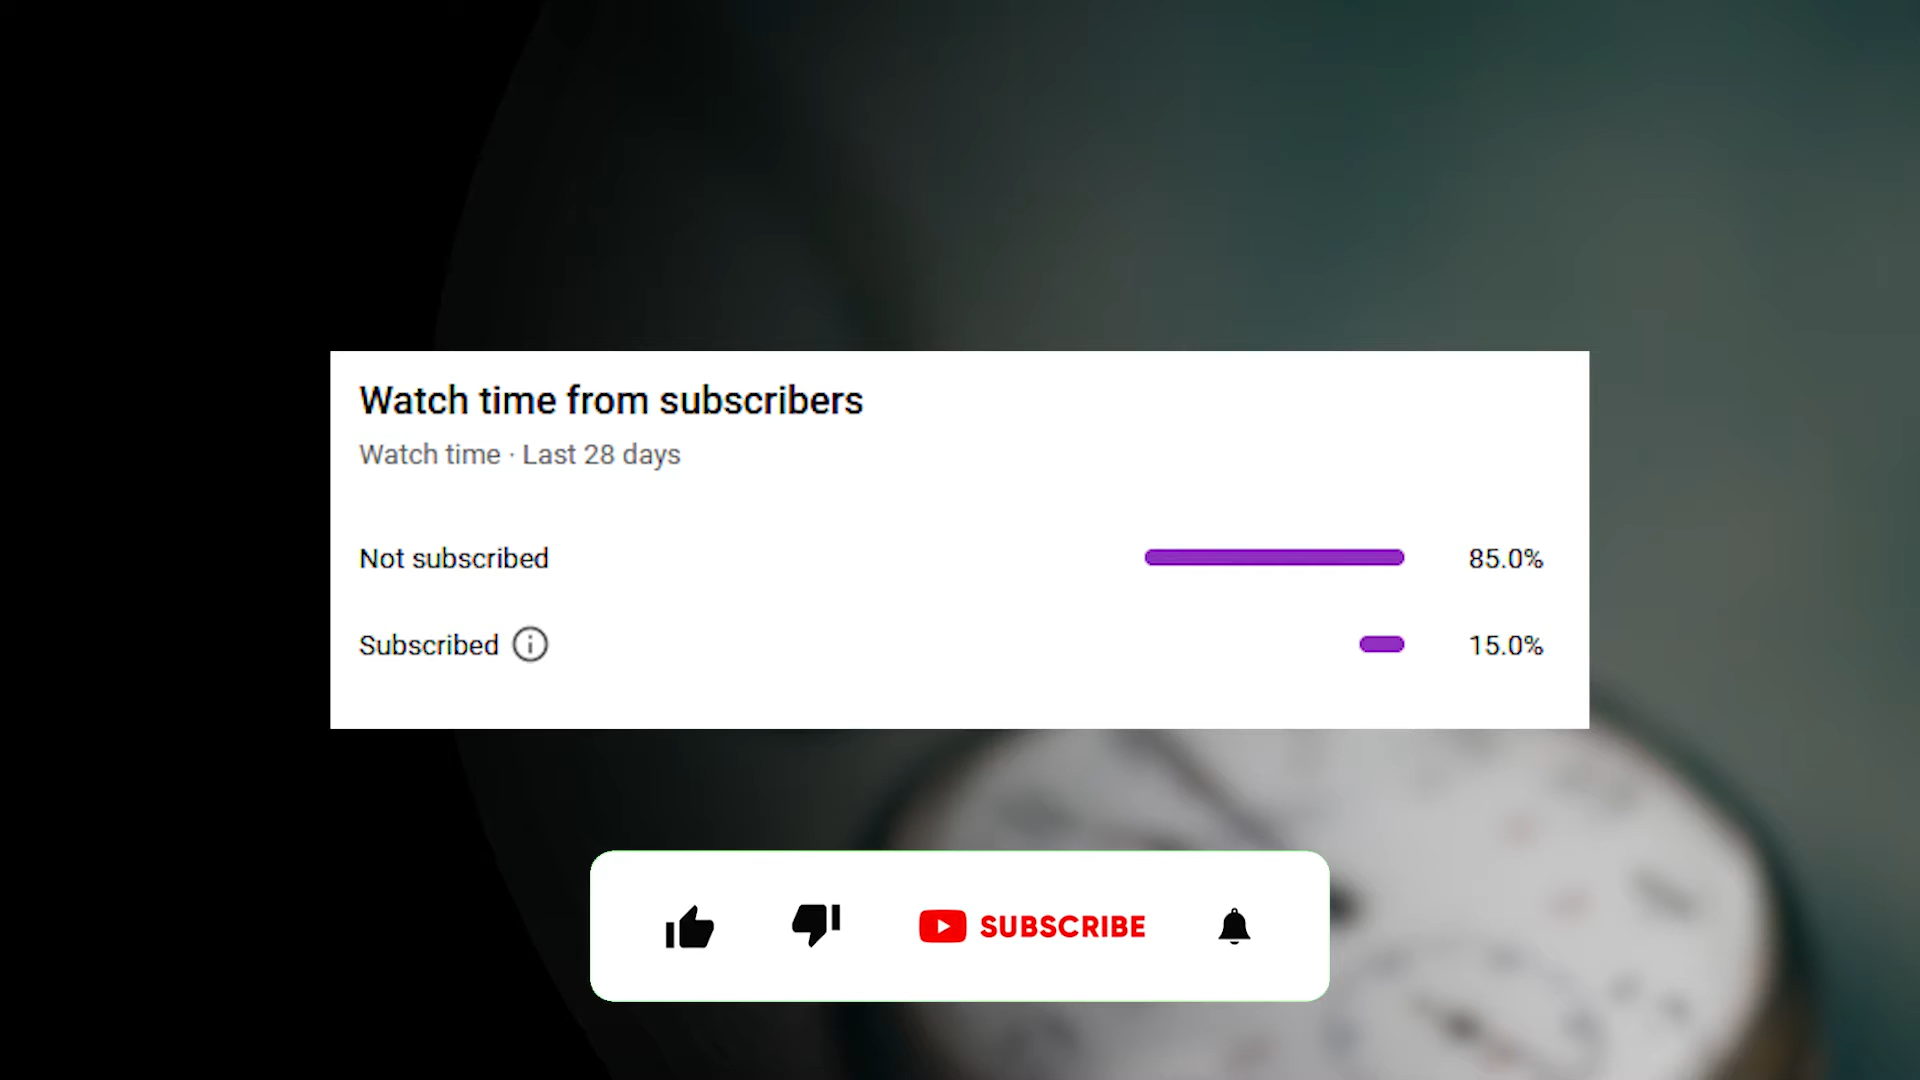 Watch time from subscribers
Watch time · Last 28 days
Not subscribed 85.0%
Subscribed 15.0%
SUBSCRIBE